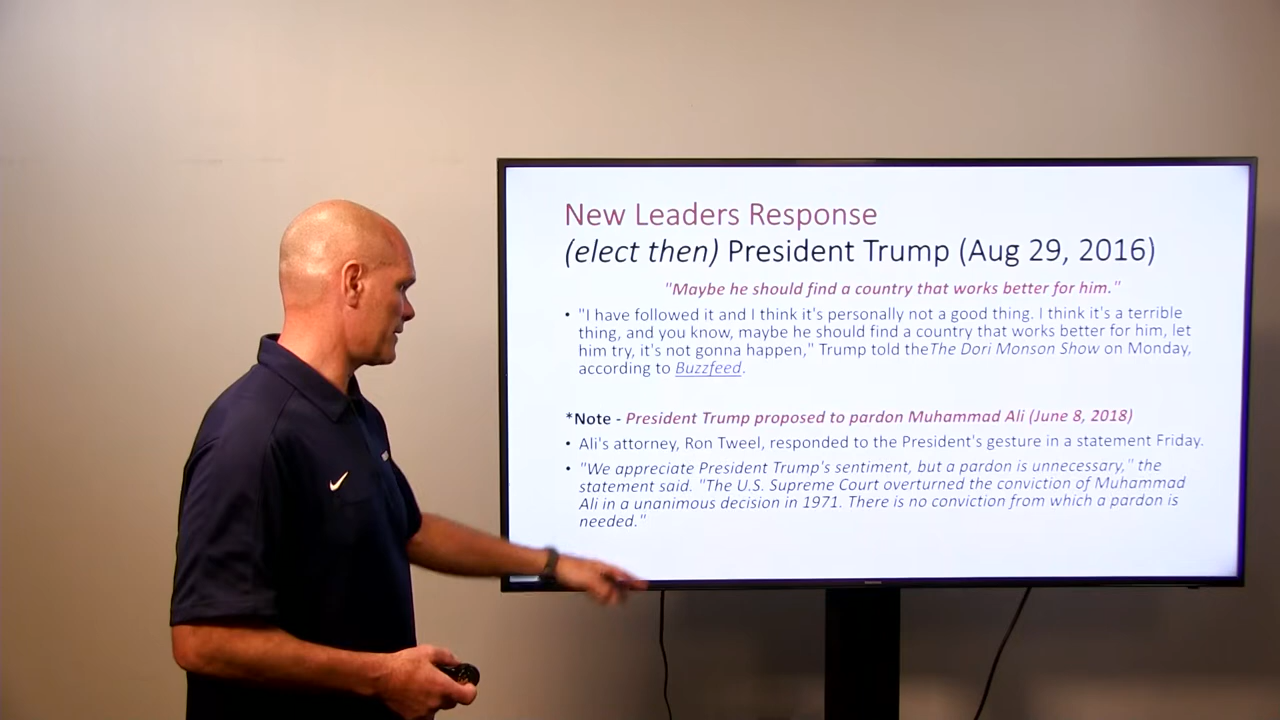 New Leaders Response
(elect then) President Trump (Aug 29, 2016)
"Maybe he should find a country that works better for him."
• "I have followed it and I think it's personally not a good thing. I think it's a terrible
thing, and you know, maybe he should find a country that works better for him, let
him try, it's not gonna happen," Trump told theThe Dori Monson Show on Monday,
according to Buzzfeed.
*Note - President Trump proposed to pardon Muhammad Ali (June 8, 2018)
• Ali's attorney, Ron Tweel, responded to the President's gesture in a statement Friday.
• "We appreciate President Trump's sentiment, but a pardon is unnecessary," the
statement said. "The U.S. Supreme Court overturned the conviction of Muhammad
Ali in a unanimous decision in 1971. There is no conviction from which a pardon is
needed."